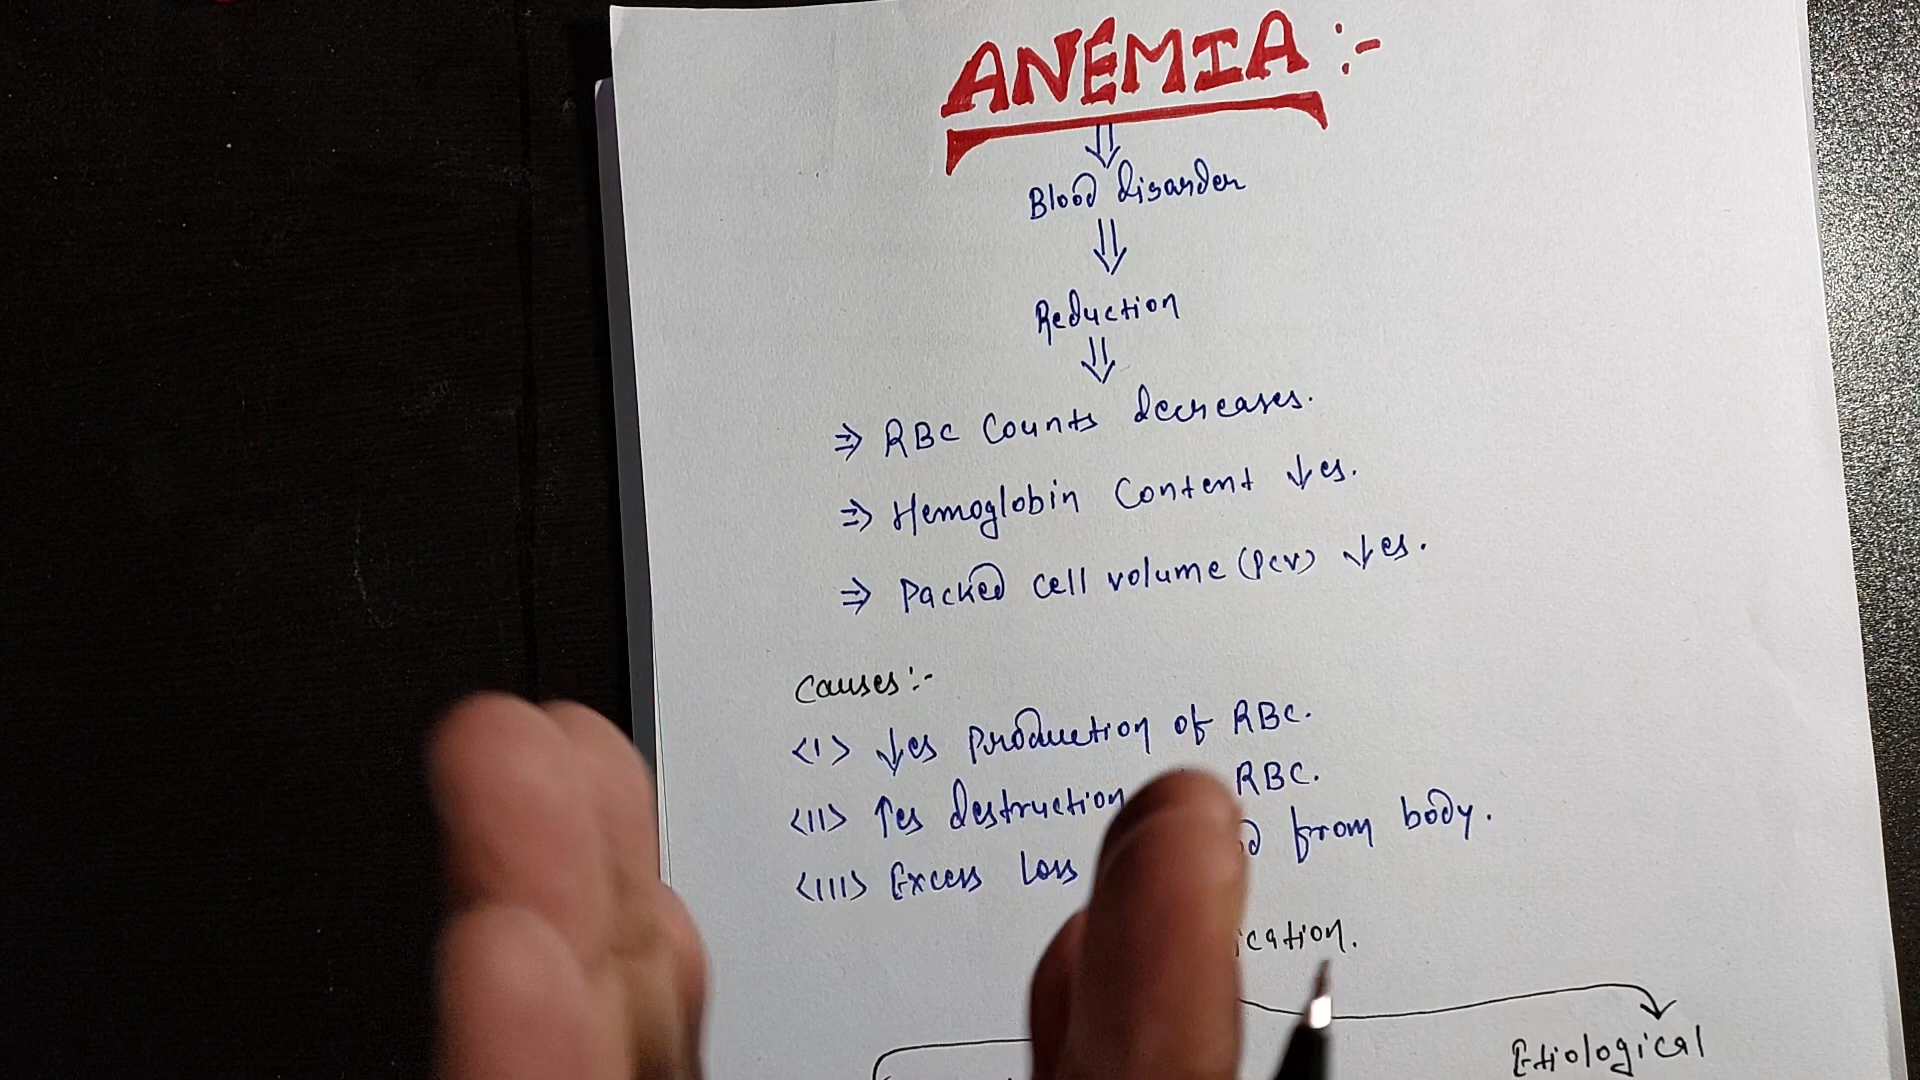 ANEMIA :-
Blood disorder
Reduction
⇒ RBC Counts decreases.
⇒ Hemoglobin Content ↓es.
⇒ Packed cell volume (PCV) ↓es.
Causes :-
<I> ↓es Production of RBC.
<II> ↑es destruction RBC.
<III> Excess Loss from body.
Etiological